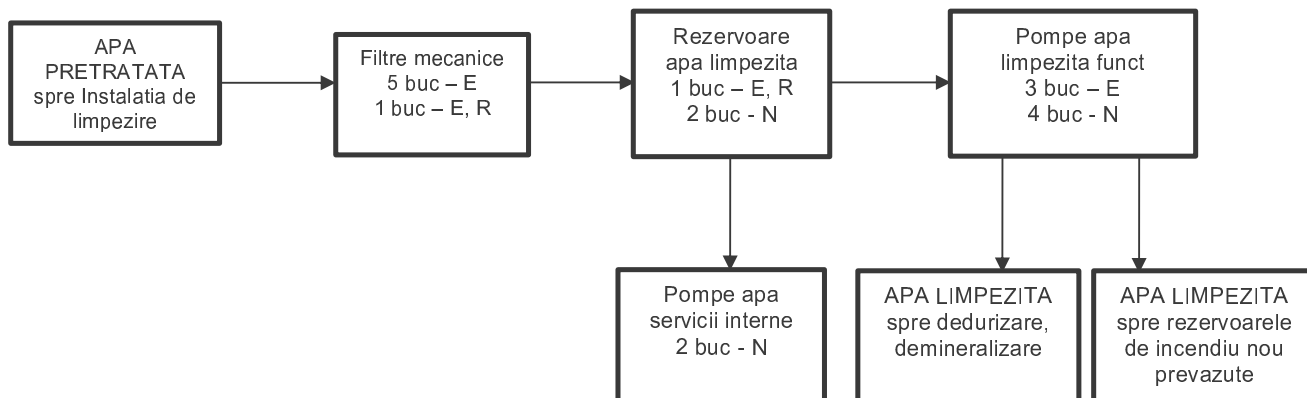 APA
PRETRATATA
spre Instalatia de
limpezire
Filtre mecanice
5 buc – E
1 buc – E, R
Rezervoare
apa limpezita
1 buc – E, R
2 buc - N
Pompe apa
limpezita funct
3 buc – E
4 buc - N
Pompe apa
servicii interne
2 buc - N
APA LIMPEZITA
spre dedurizare,
demineralizare
APA LIMPEZITA
spre rezervoarele
de incendiu nou
prevazute